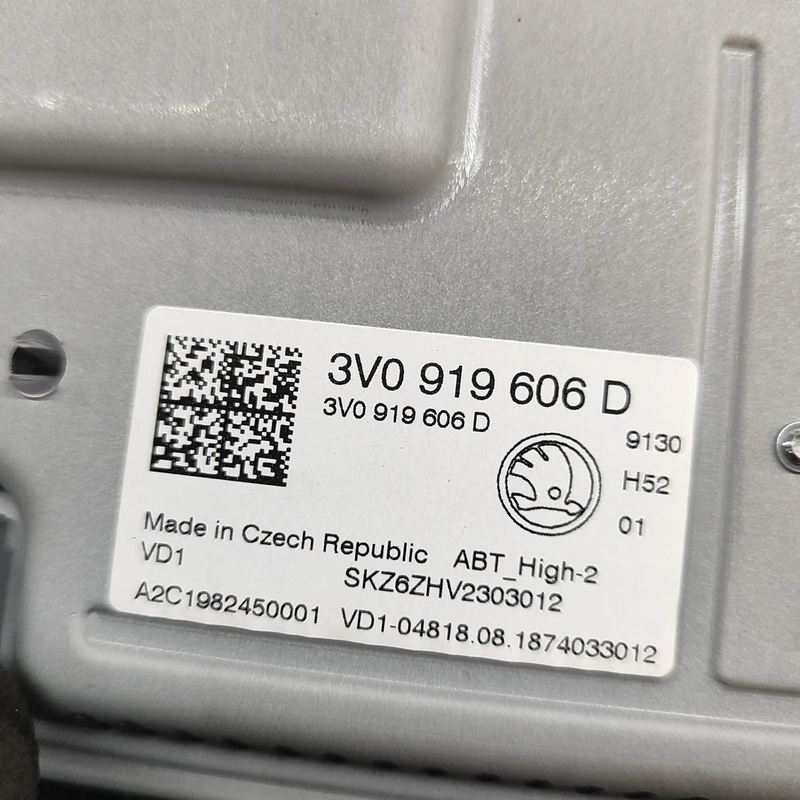 3V0 919 606 D
3V0 919 606 D
9130
H52
01
Made in Czech Republic ABT_High-2
VD1 SKZ6ZHV2303012
A2C1982450001 VD1-04818.08.1874033012